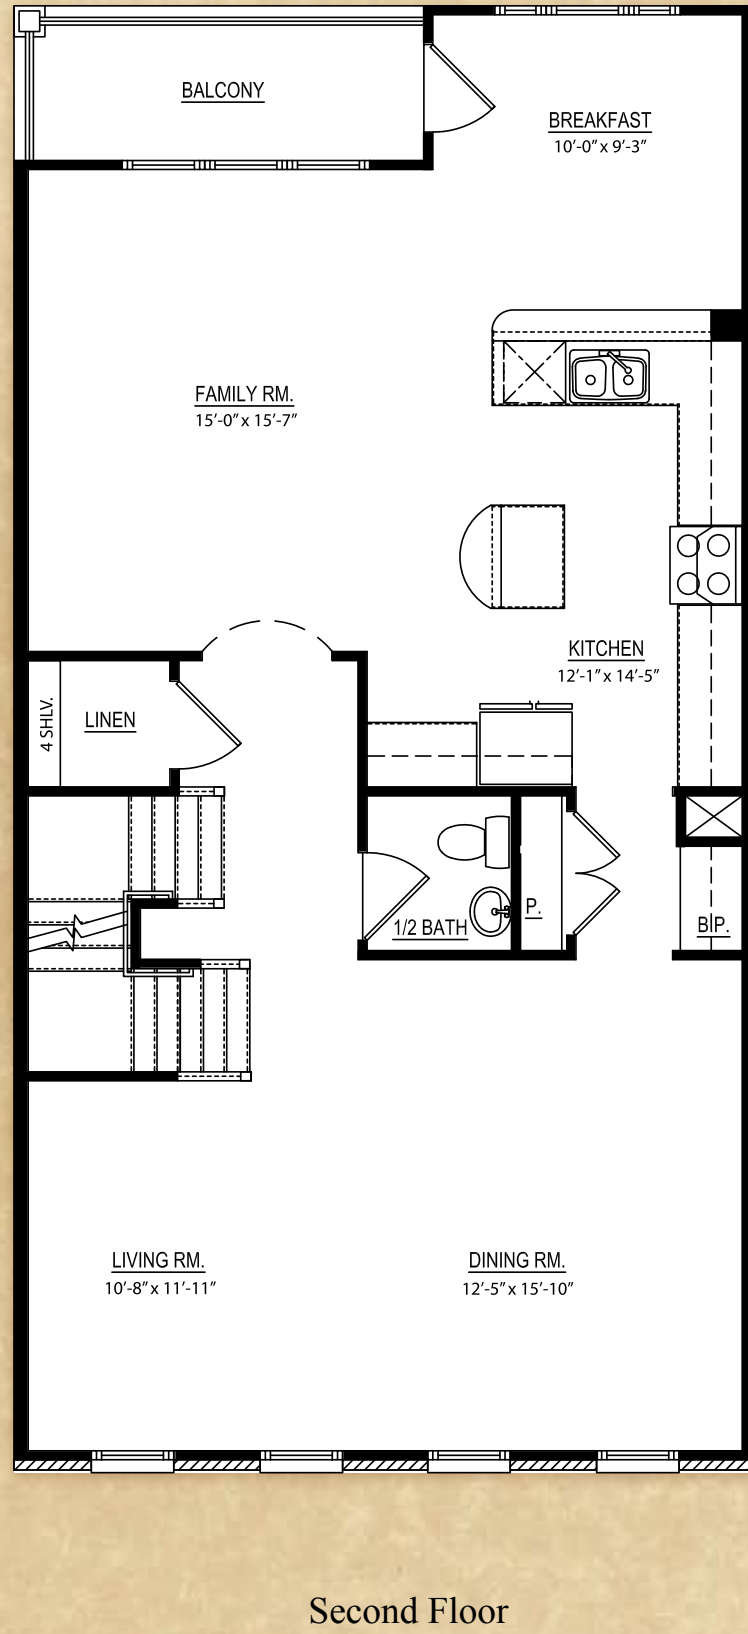 BALCONY
BREAKFAST
10'-0" x 9'-3"
FAMILY RM.
15'-0" x 15'-7"
KITCHEN
12'-1" x 14'-5"
4 SHLV.
LINEN
1/2 BATH
P.
B.P.
LIVING RM.
10'-8" x 11'-11"
DINING RM.
12'-5" x 15'-10"
Second Floor